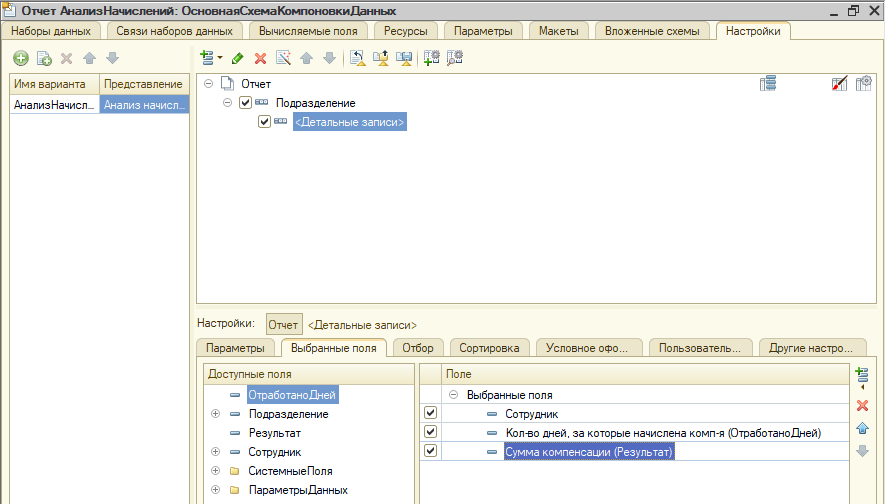 Отчет АнализНачислений: ОсновнаяСхемаКомпоновкиДанных
Наборы данных Связи наборов данных Вычисляемые поля Ресурсы Параметры Макеты Вложенные схемы Настройки
Имя варианта Представление
АнализНачисл... Анализ начисл...
Отчет
Подразделение
<Детальные записи>
Настройки: Отчет <Детальные записи>
Параметры Выбранные поля Отбор Сортировка Условное офо... Пользователь... Другие настро...
Доступные поля
ОтработаноДней
Подразделение
Результат
Сотрудник
СистемныеПоля
ПараметрыДанных
Поле
Выбранные поля
Сотрудник
Кол-во дней, за которые начислена комп-я (ОтработаноДней)
Сумма компенсации (Результат)